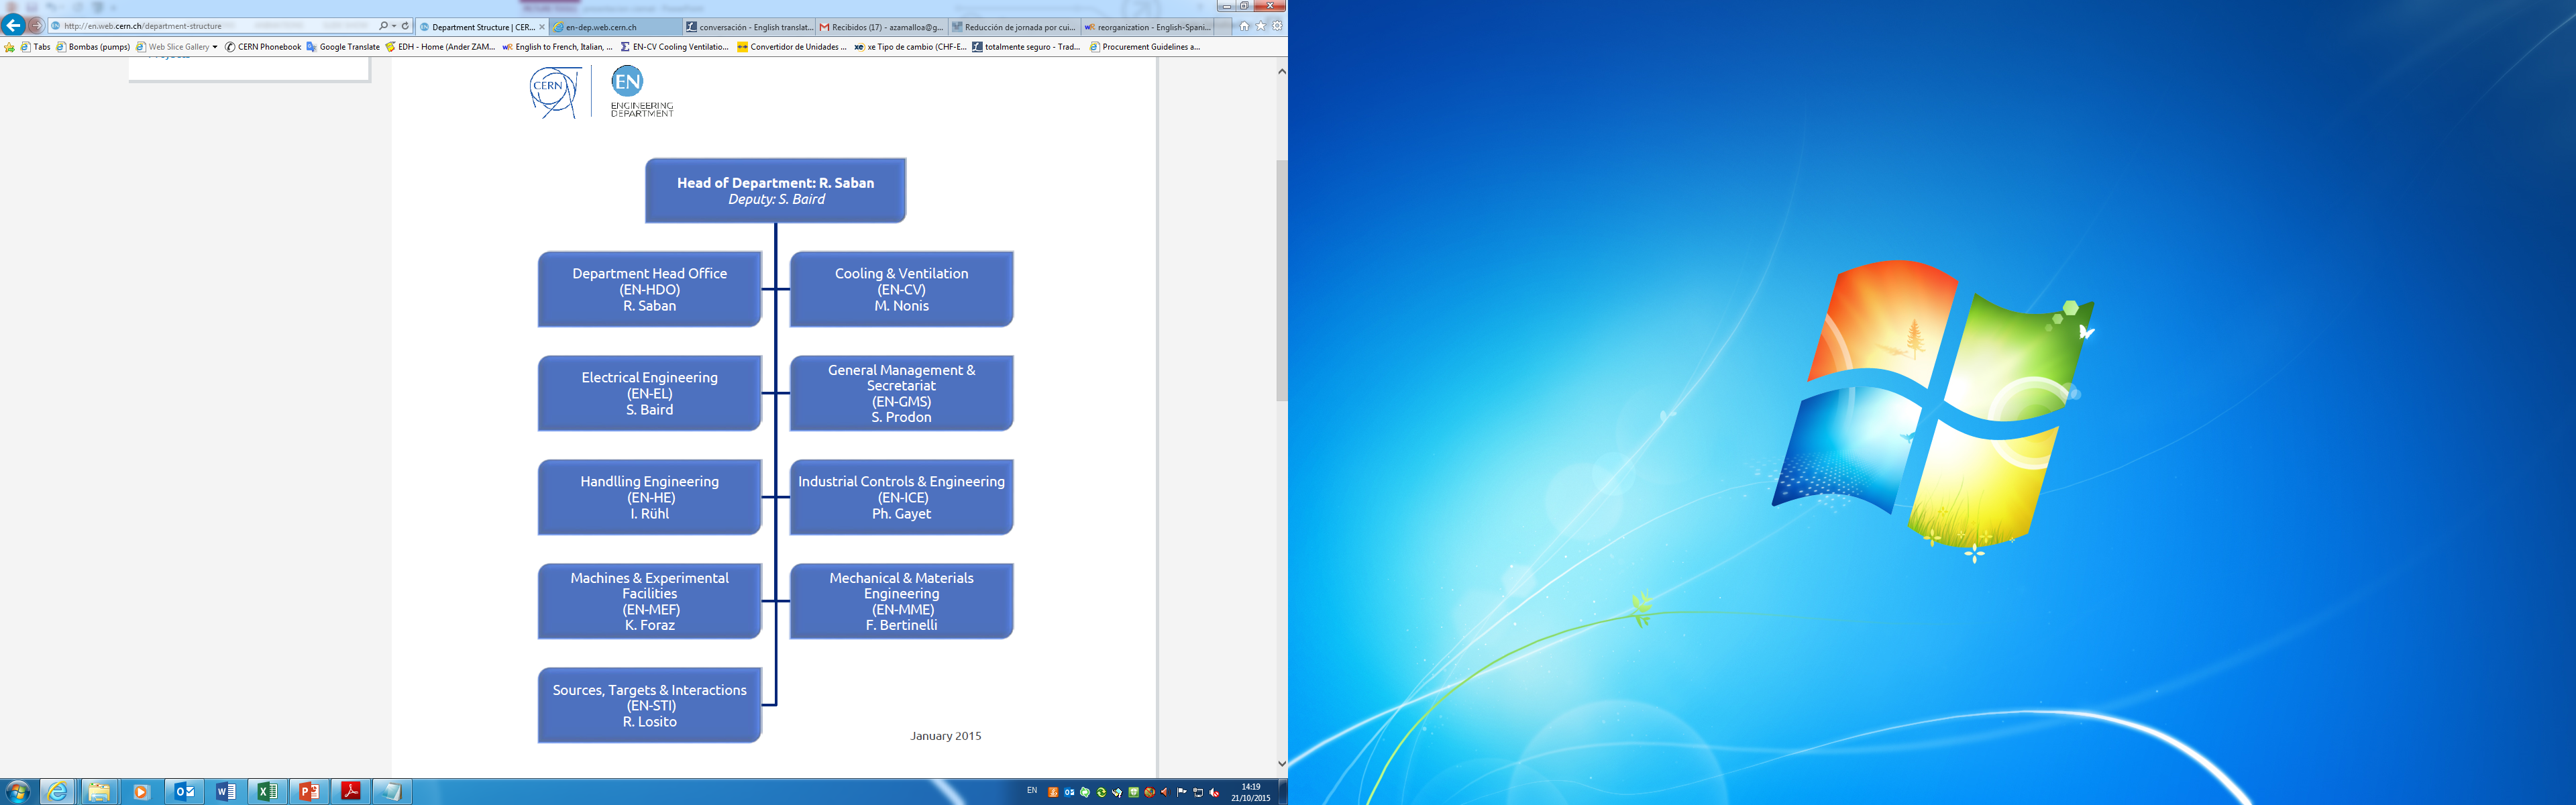 http://en.web.cern.ch/department-structure
Department Structure | CER...
en-dep.web.cern.ch
conversación - English translat...
Recibidos (17) - azamalloa@g...
Reducción de jornada por cui...
reorganization - English-Spani...
Tabs
Bombas (pumps)
Web Slice Gallery
CERN Phonebook
Google Translate
EDH - Home (Ander ZAM...
English to French, Italian, ...
EN-CV Cooling Ventilatio...
Convertidor de Unidades ...
xe Tipo de cambio (CHF-E...
totalmente seguro - Trad...
Procurement Guidelines a...
CERN
EN
ENGINEERING
DEPARTMENT
Head of Department: R. Saban
Deputy: S. Baird
Department Head Office
(EN-HDO)
R. Saban
Cooling & Ventilation
(EN-CV)
M. Nonis
Electrical Engineering
(EN-EL)
S. Baird
General Management &
Secretariat
(EN-GMS)
S. Prodon
Handlling Engineering
(EN-HE)
I. Rühl
Industrial Controls & Engineering
(EN-ICE)
Ph. Gayet
Machines & Experimental
Facilities
(EN-MEF)
K. Foraz
Mechanical & Materials
Engineering
(EN-MME)
F. Bertinelli
Sources, Targets & Interactions
(EN-STI)
R. Losito
January 2015
EN
14:19
21/10/2015